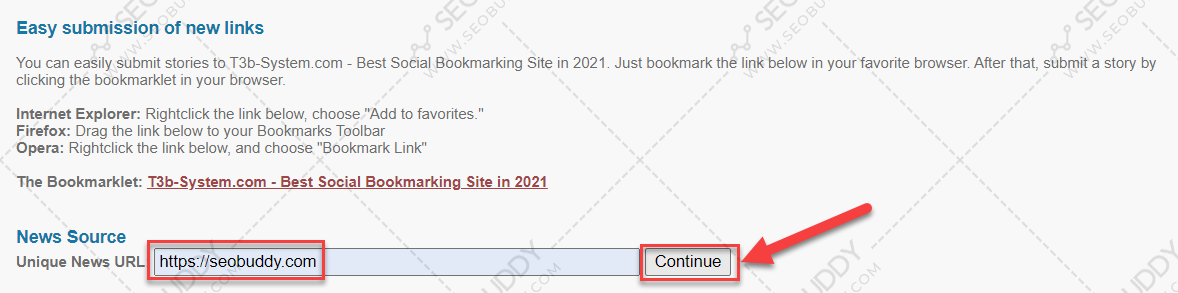 Easy submission of new links
You can easily submit stories to T3b-System.com - Best Social Bookmarking Site in 2021. Just bookmark the link below in your favorite browser. After that, submit a story by
clicking the bookmarklet in your browser.
Internet Explorer: Rightclick the link below, choose "Add to favorites."
Firefox: Drag the link below to your Bookmarks Toolbar
Opera: Rightclick the link below, and choose "Bookmark Link"
The Bookmarklet: T3b-System.com - Best Social Bookmarking Site in 2021
News Source
Unique News URL https://seobuddy.com Continue